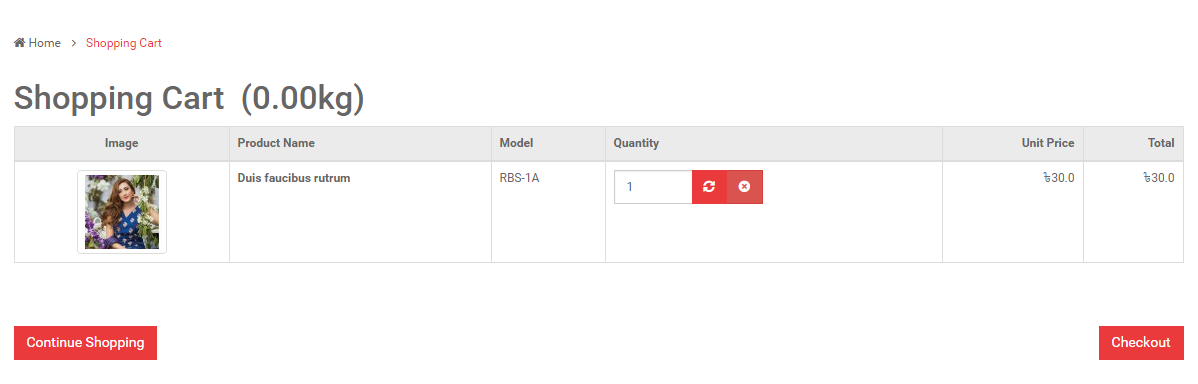 Home > Shopping Cart
Shopping Cart (0.00kg)
Image Product Name Model Quantity Unit Price Total
Duis faucibus rutrum RBS-1A 1 ৳30.0 ৳30.0
Continue Shopping Checkout